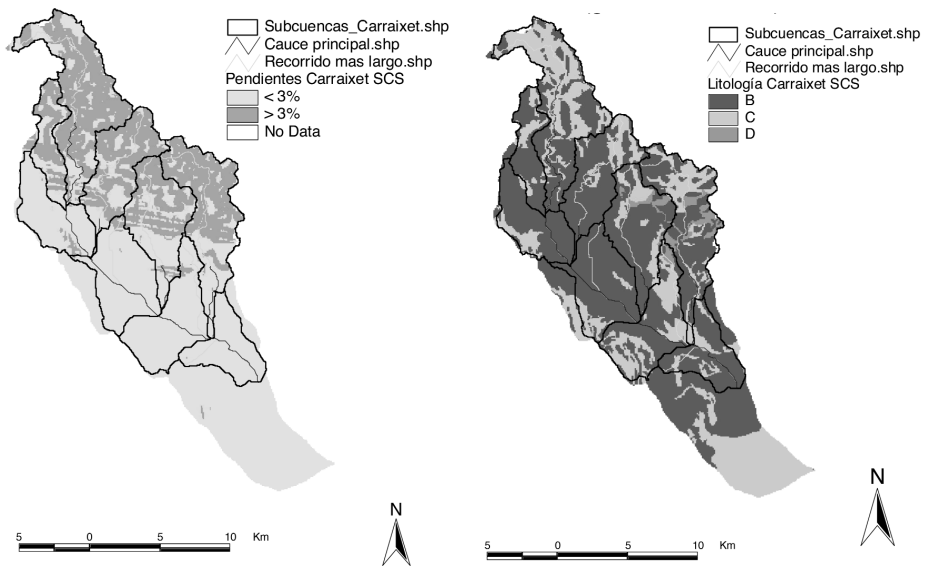 Subcuencas_Carraixet.shp
Cauce principal.shp
Recorrido mas largo.shp
Pendientes Carraixet SCS
< 3%
> 3%
No Data
N
5 0 5 10 Km
Subcuencas_Carraixet.shp
Cauce principal.shp
Recorrido mas largo.shp
Litología Carraixet SCS
B
C
D
N
5 0 5 10 Km